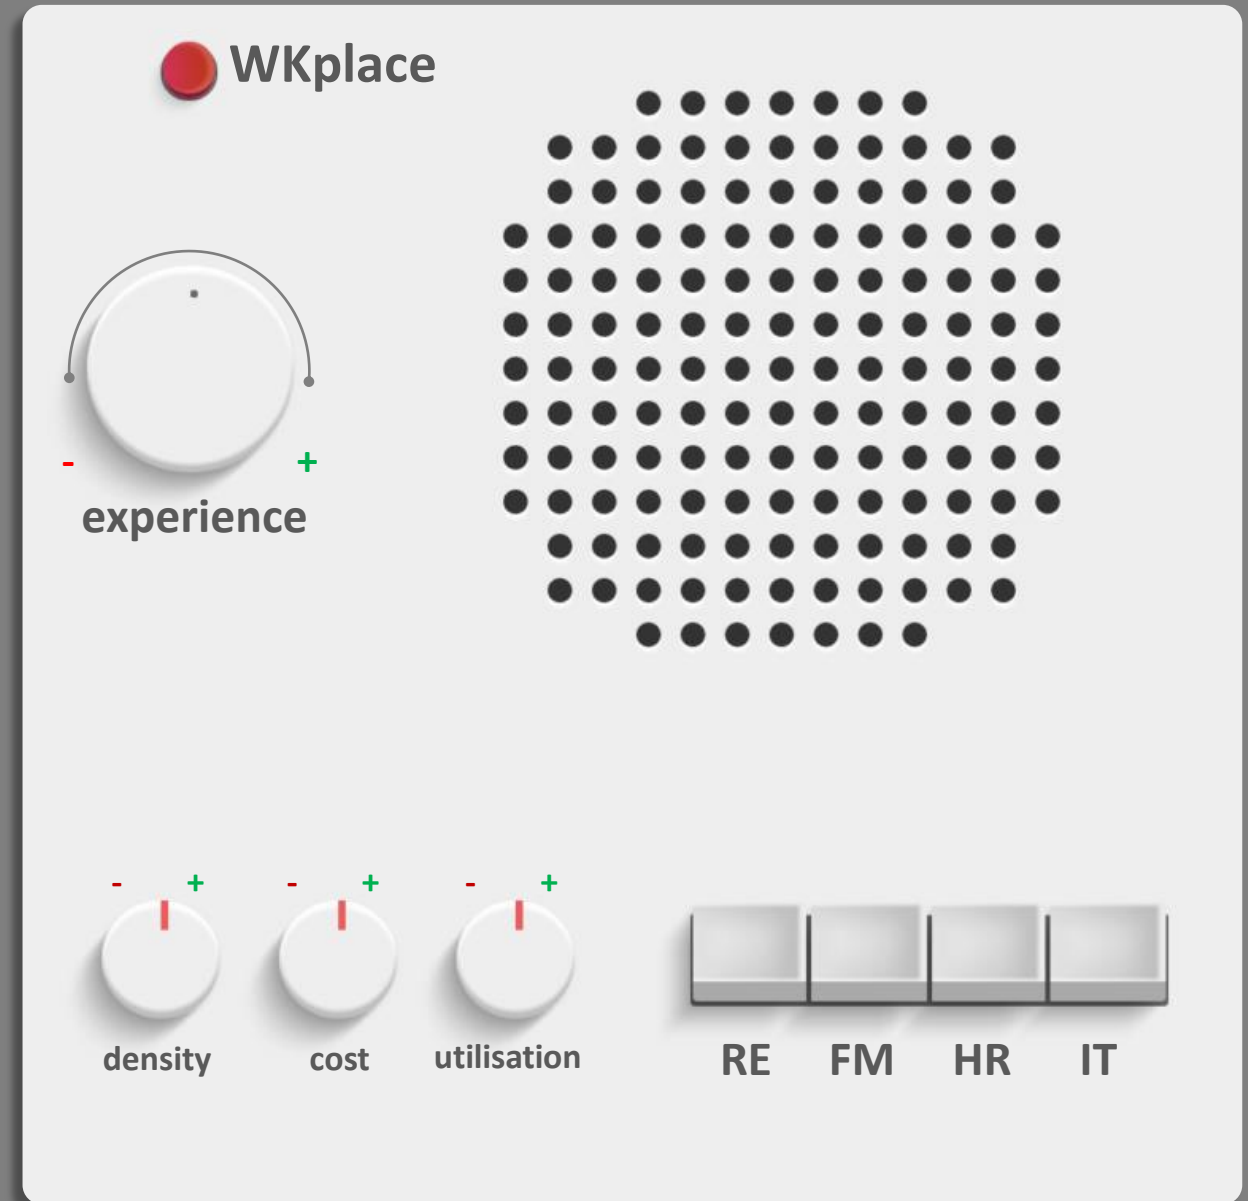 WKplace
- +
experience
- + - + - +
density cost utilisation
RE FM HR IT